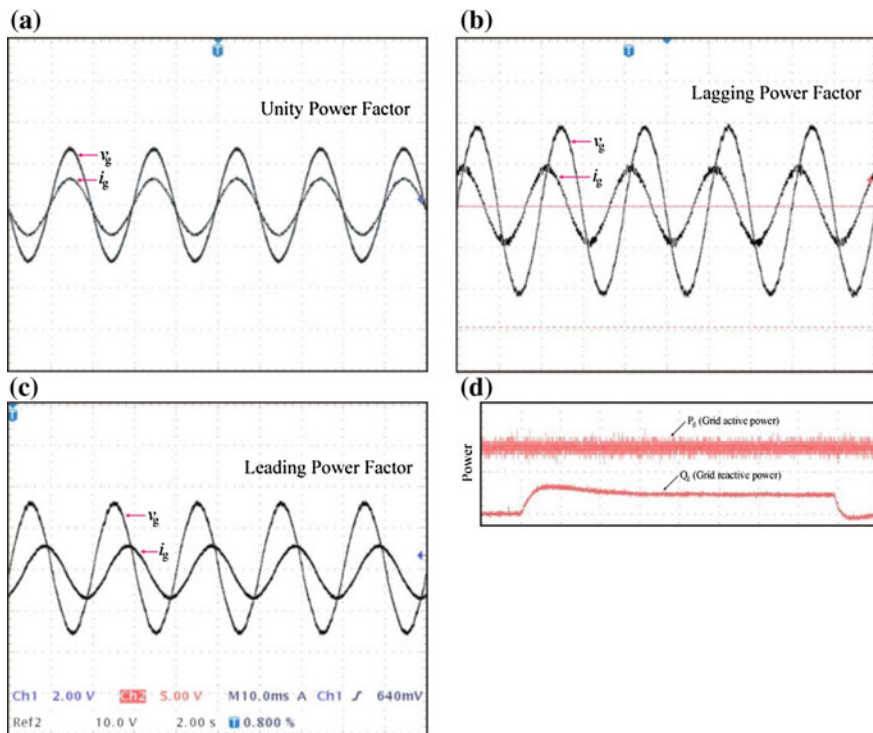 (a)
T
Unity Power Factor
vg
ig
(b)
T
Lagging Power Factor
vg
ig
(c)
T
Leading Power Factor
vg
ig
Ch1 2.00 V Ch2 5.00 V M10.0ms A Ch1 640mV
Ref2 10.0 V 2.00 s T 0.800 %
(d)
Power
Pg (Grid active power)
Qg (Grid reactive power)